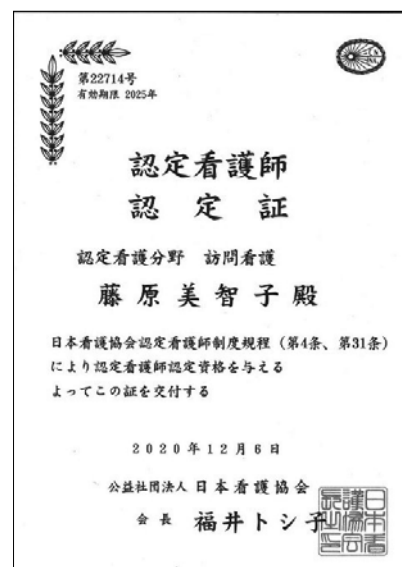 第22714号
有効期限 2025年
認定看護師
認定証
認定看護分野 訪問看護
藤原美智子殿
日本看護協会認定看護師制度規程（第4条、第31条）
により認定看護師認定資格を与える
よってこの証を交付する
2020年12月6日
公益社団法人 日本看護協会
会長 福井トシ子